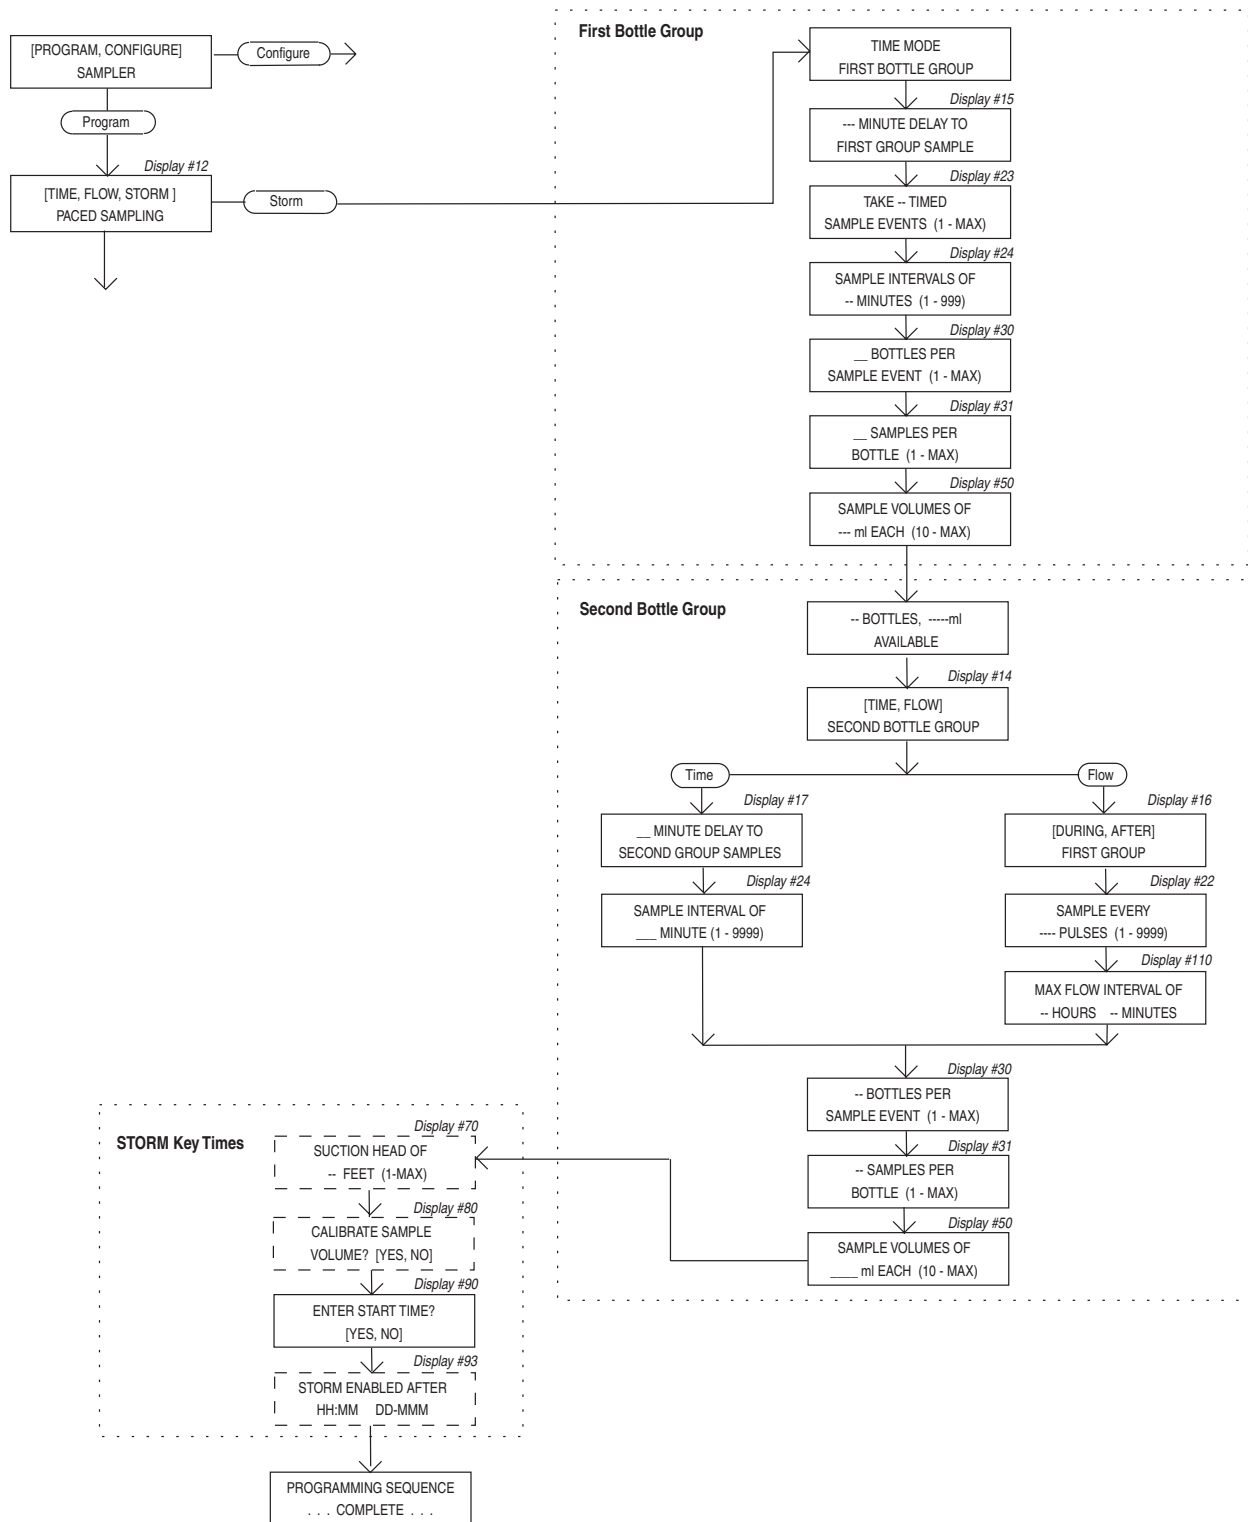 [PROGRAM, CONFIGURE]
SAMPLER
Configure
Program
Display #12
[TIME, FLOW, STORM ]
PACED SAMPLING
Storm
First Bottle Group
TIME MODE
FIRST BOTTLE GROUP
Display #15
--- MINUTE DELAY TO
FIRST GROUP SAMPLE
Display #23
TAKE -- TIMED
SAMPLE EVENTS (1 - MAX)
Display #24
SAMPLE INTERVALS OF
-- MINUTES (1 - 999)
Display #30
__ BOTTLES PER
SAMPLE EVENT (1 - MAX)
Display #31
__ SAMPLES PER
BOTTLE (1 - MAX)
Display #50
SAMPLE VOLUMES OF
--- ml EACH (10 - MAX)
Second Bottle Group
-- BOTTLES, -----ml
AVAILABLE
Display #14
[TIME, FLOW]
SECOND BOTTLE GROUP
Time
Display #17
__ MINUTE DELAY TO
SECOND GROUP SAMPLES
Display #24
SAMPLE INTERVAL OF
___ MINUTE (1 - 9999)
Flow
Display #16
[DURING, AFTER]
FIRST GROUP
Display #22
SAMPLE EVERY
---- PULSES (1 - 9999)
Display #110
MAX FLOW INTERVAL OF
-- HOURS -- MINUTES
Display #30
-- BOTTLES PER
SAMPLE EVENT (1 - MAX)
Display #31
-- SAMPLES PER
BOTTLE (1 - MAX)
Display #50
SAMPLE VOLUMES OF
____ ml EACH (10 - MAX)
STORM Key Times
Display #70
SUCTION HEAD OF
-- FEET (1-MAX)
Display #80
CALIBRATE SAMPLE
VOLUME? [YES, NO]
Display #90
ENTER START TIME?
[YES, NO]
Display #93
STORM ENABLED AFTER
HH:MM DD-MMM
PROGRAMMING SEQUENCE
. . . COMPLETE . . .